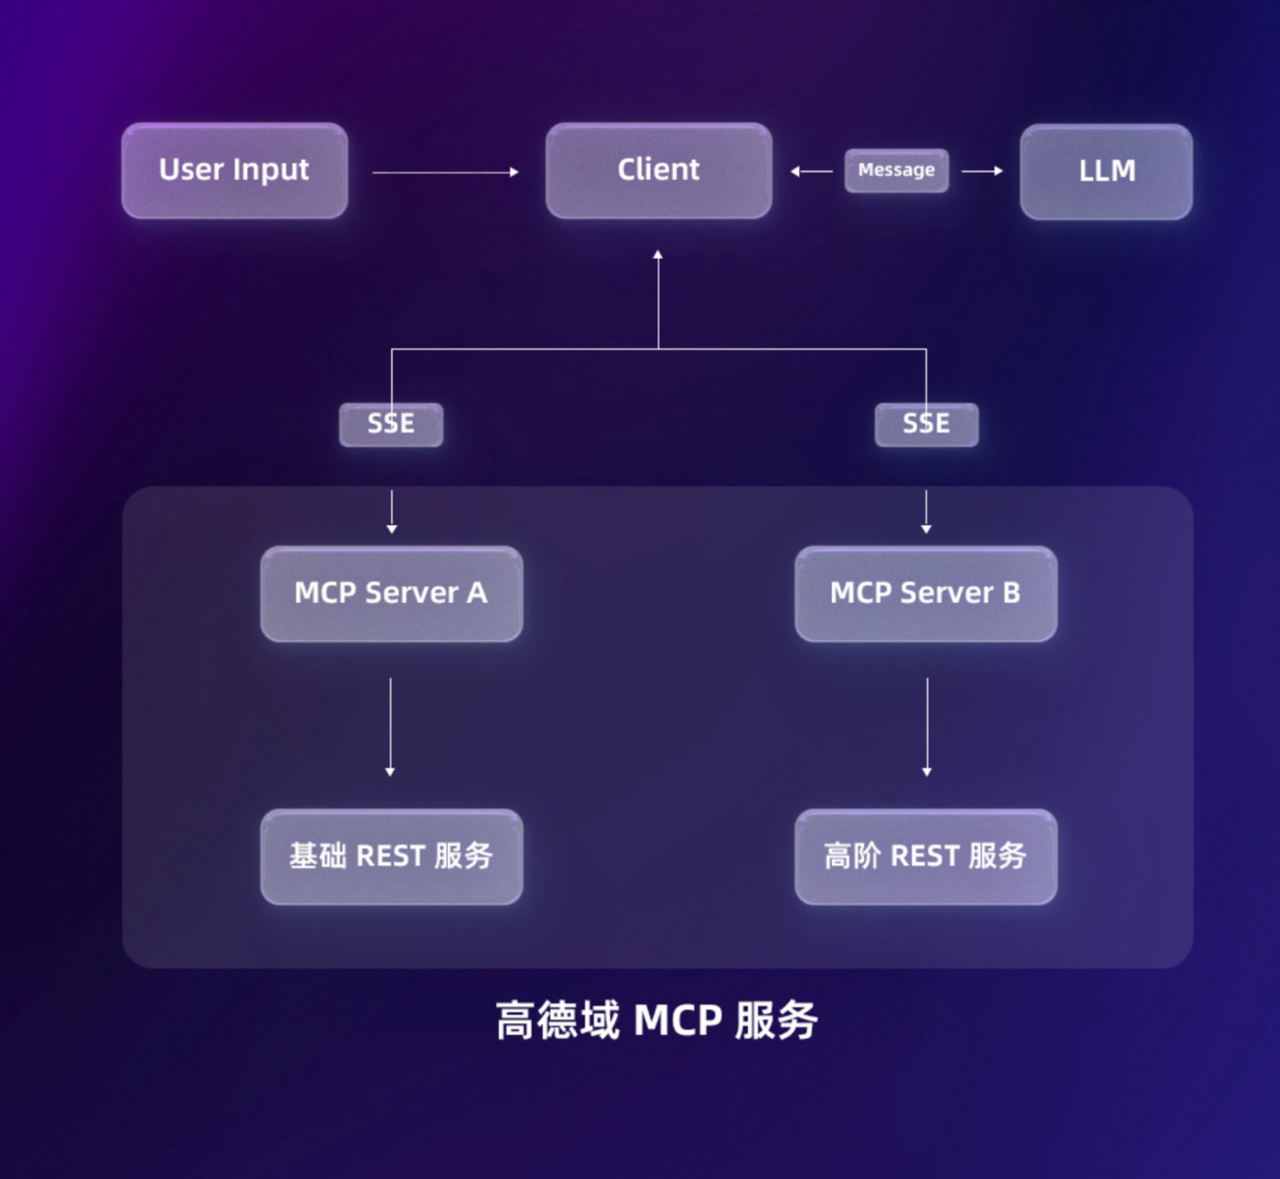 User Input
Client
Message
LLM
SSE
SSE
MCP Server A
MCP Server B
基础 REST 服务
高阶 REST 服务
高德域 MCP 服务